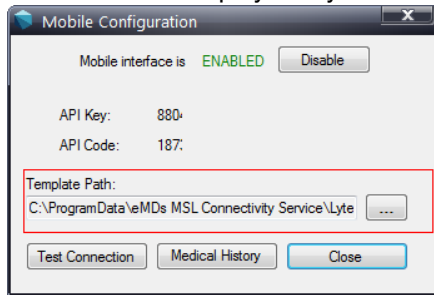 Mobile Configuration
Mobile interface is ENABLED Disable
API Key: 880
API Code: 187
Template Path:
C:\ProgramData\eMDs MSL Connectivity Service\Lyte ...
Test Connection Medical History Close